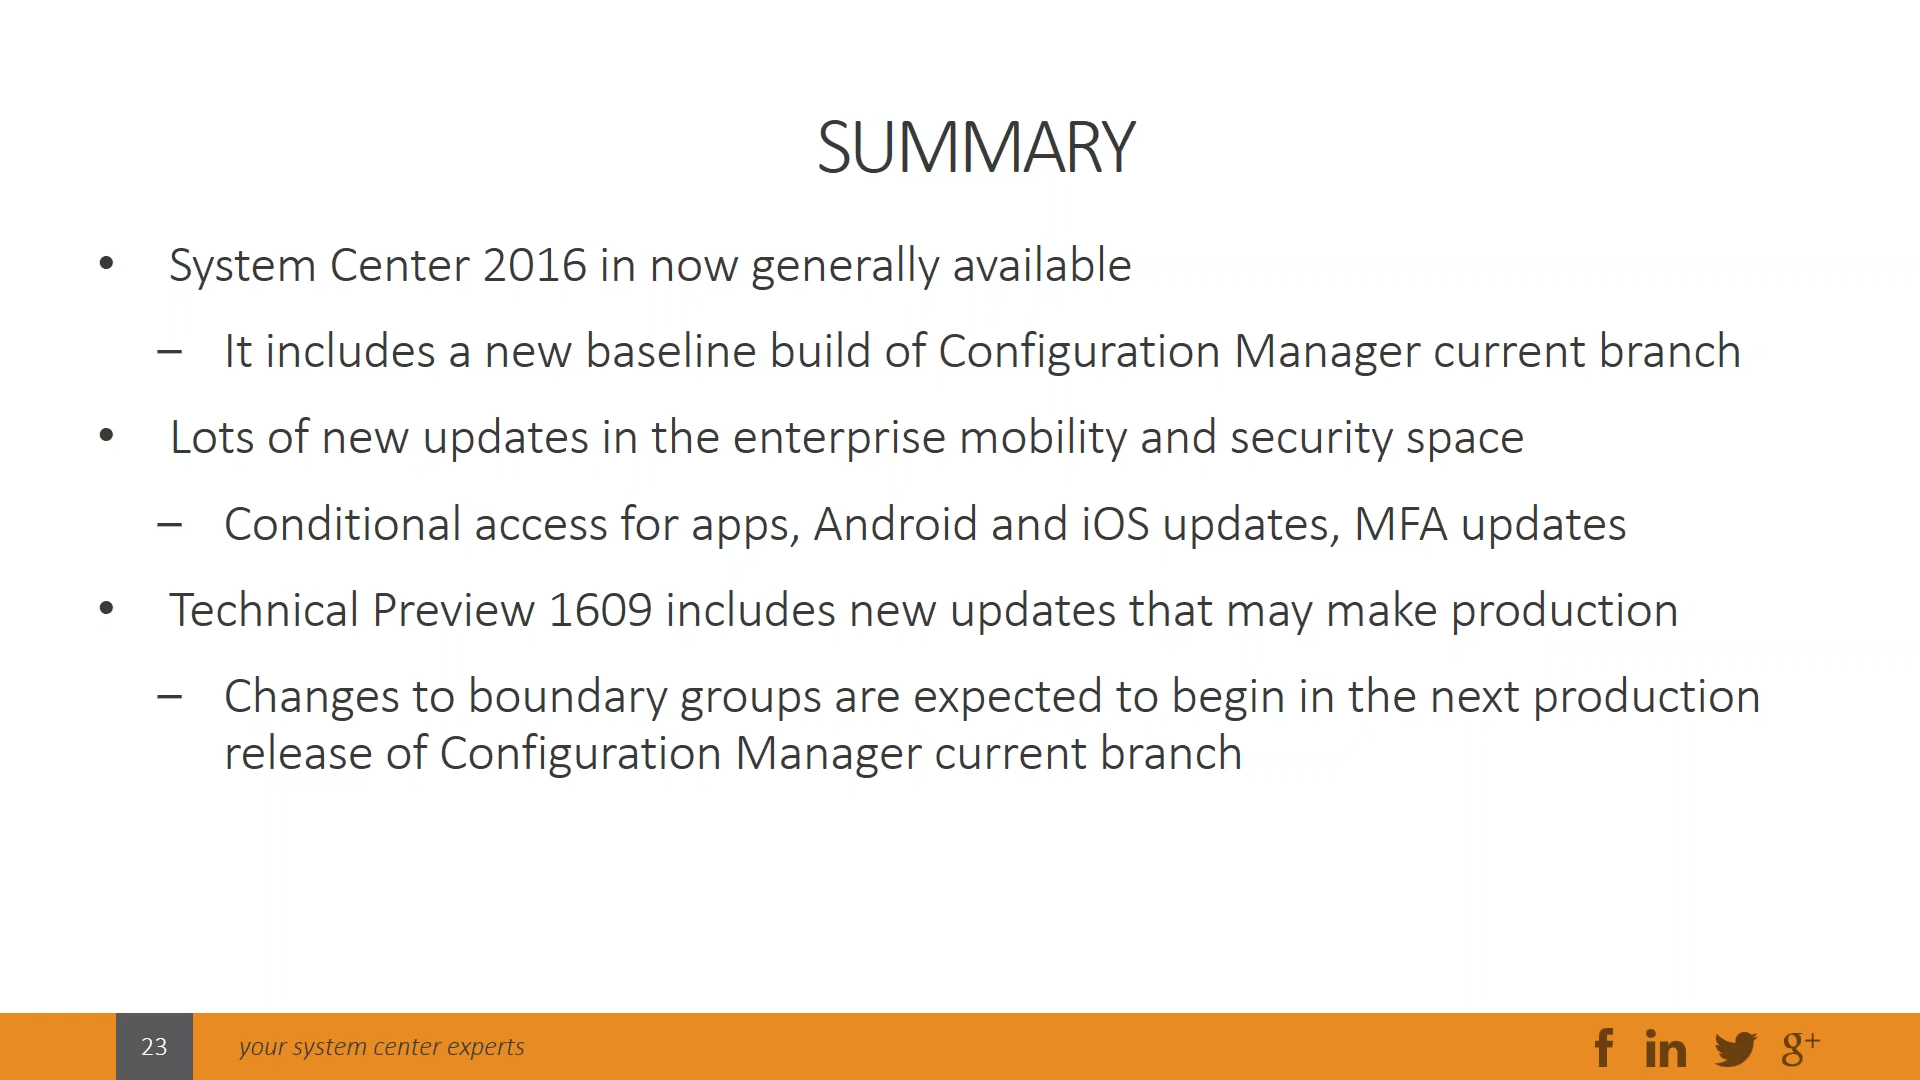 SUMMARY
• System Center 2016 in now generally available
– It includes a new baseline build of Configuration Manager current branch
• Lots of new updates in the enterprise mobility and security space
– Conditional access for apps, Android and iOS updates, MFA updates
• Technical Preview 1609 includes new updates that may make production
– Changes to boundary groups are expected to begin in the next production
release of Configuration Manager current branch
23 your system center experts f in g+